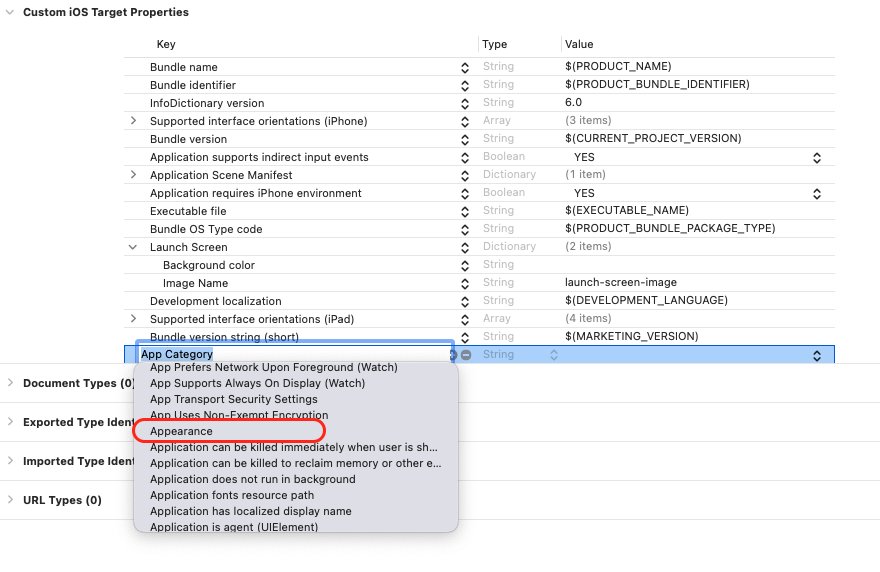 Custom iOS Target Properties
Key Type Value
Bundle name String $(PRODUCT_NAME)
Bundle identifier String $(PRODUCT_BUNDLE_IDENTIFIER)
InfoDictionary version String 6.0
Supported interface orientations (iPhone) Array (3 items)
Bundle version String $(CURRENT_PROJECT_VERSION)
Application supports indirect input events Boolean YES
Application Scene Manifest Dictionary (1 item)
Application requires iPhone environment Boolean YES
Executable file String $(EXECUTABLE_NAME)
Bundle OS Type code String $(PRODUCT_BUNDLE_PACKAGE_TYPE)
Launch Screen Dictionary (2 items)
Background color String
Image Name String launch-screen-image
Development localization String $(DEVELOPMENT_LANGUAGE)
Supported interface orientations (iPad) Array (4 items)
Bundle version string (short) String $(MARKETING_VERSION)
App Category String
App Prefers Network Upon Foreground (Watch)
Document Types (0)
App Supports Always On Display (Watch)
App Transport Security Settings
App Uses Non-Exempt Encryption
Exported Type Ident
Appearance
Application can be killed immediately when user is sh...
Imported Type Ident
Application can be killed to reclaim memory or other e...
Application does not run in background
Application fonts resource path
URL Types (0)
Application has localized display name
Application is agent (UIElement)